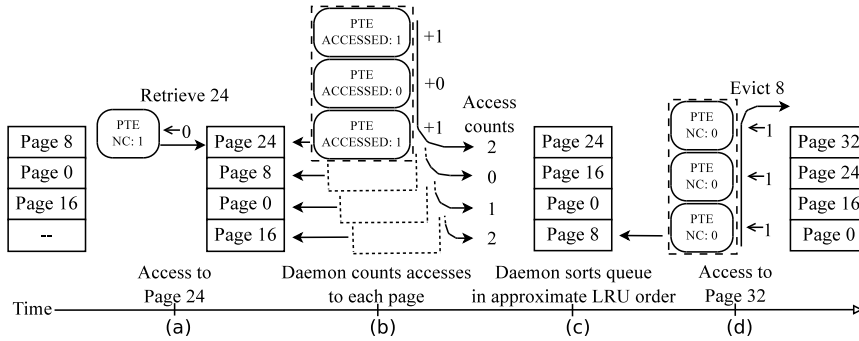 PTE
ACCESSED: 1
+1
PTE
ACCESSED: 0
+0
PTE
ACCESSED: 1
+1
Retrieve 24
PTE
NC: 1
0
Page 8
Page 0
Page 16
--
Page 24
Page 8
Page 0
Page 16
Access
counts
2
0
1
2
Page 24
Page 16
Page 0
Page 8
Evict 8
PTE
NC: 0
1
PTE
NC: 0
1
PTE
NC: 0
1
Page 32
Page 24
Page 16
Page 0
Access to
Page 24
Daemon counts accesses
to each page
Daemon sorts queue
in approximate LRU order
Access to
Page 32
Time
(a)
(b)
(c)
(d)